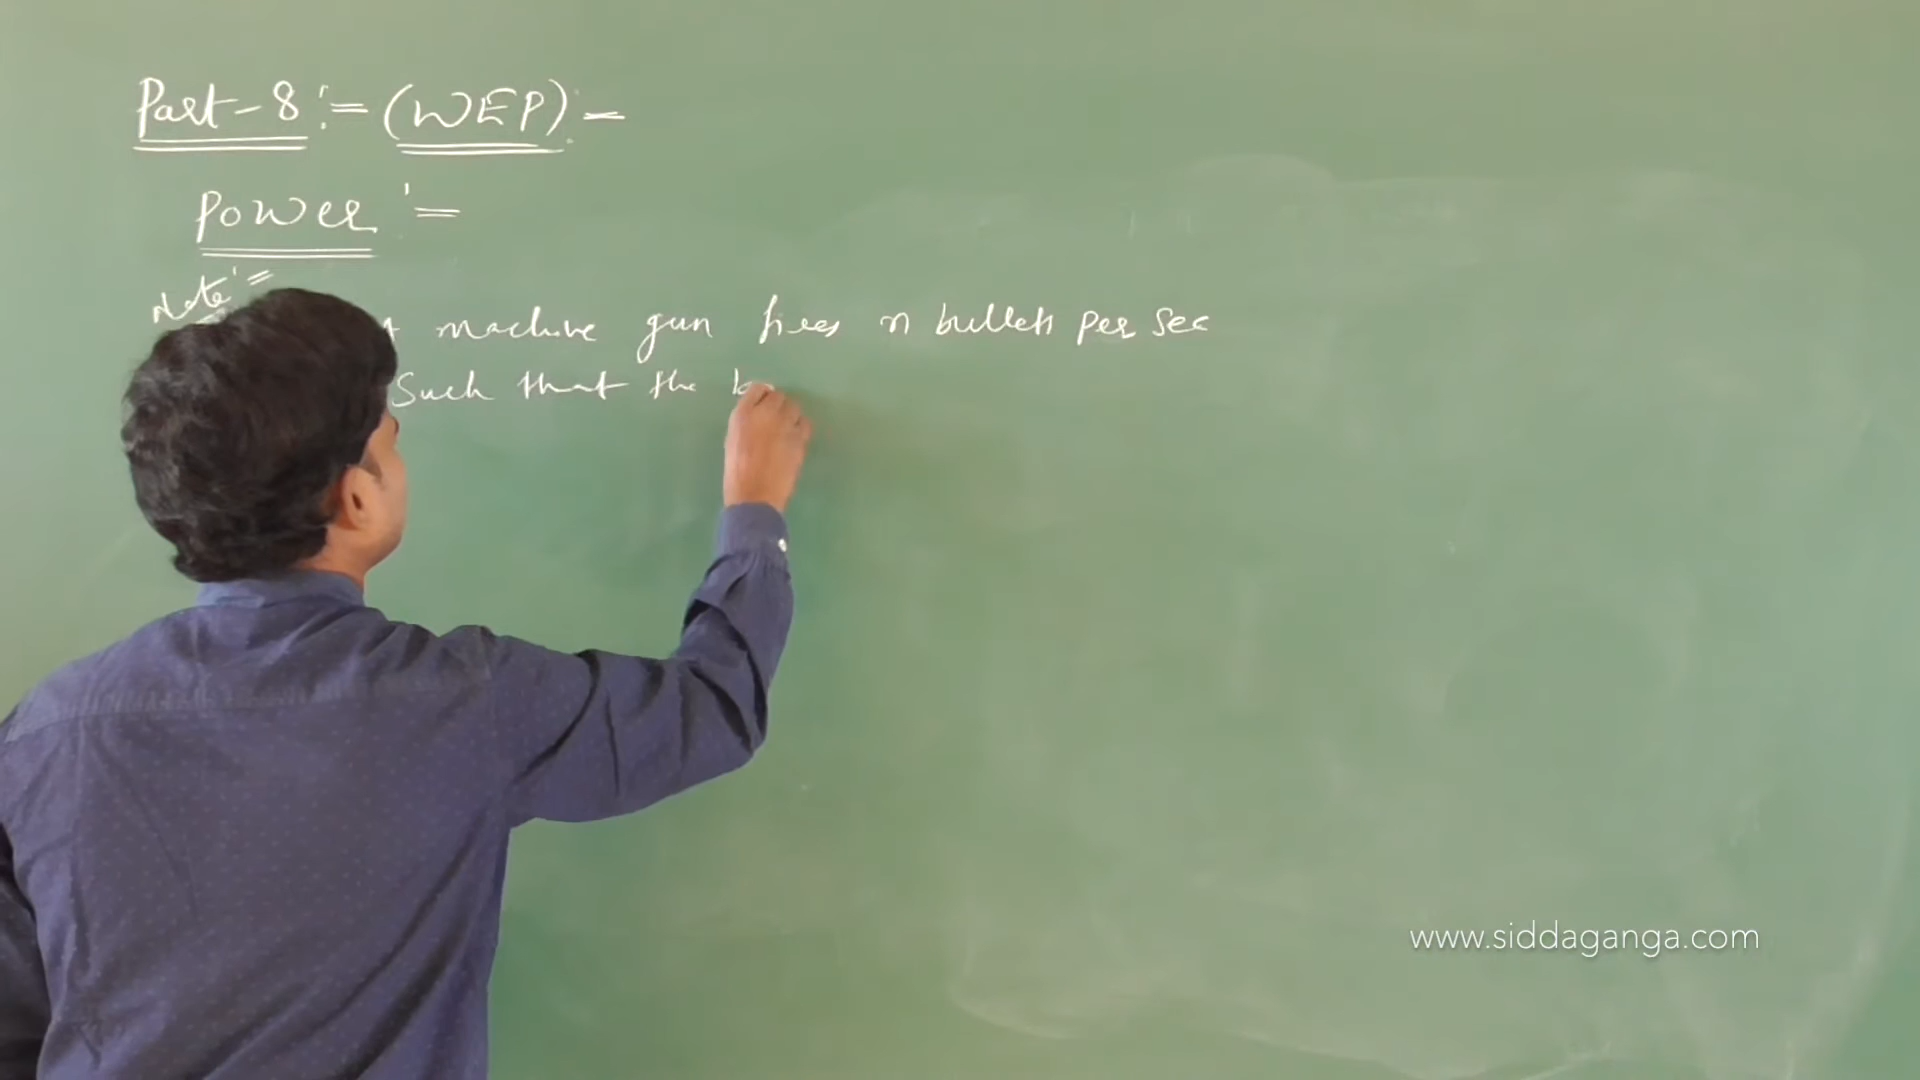 Part-8:= (WEP):-
Power :=
Note:=
A machine gun fires n bullets per sec
Such that the
www.siddaganga.com